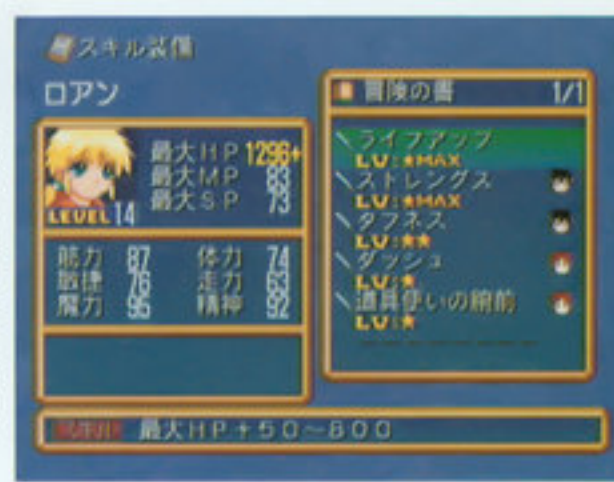 スキル装備
ロアン
最大HP 1296+
最大MP 83
最大SP 73
LEVEL 14
筋力 87 体力 74
敏捷 76 走力 63
魔力 95 精神 92
冒険の書 1/1
ライフアップ
LV:★MAX
ストレングス
LV:★MAX
タフネス
LV:★★
ダッシュ
LV:★
道具使いの腕前
LV:★
最大HP+50～800